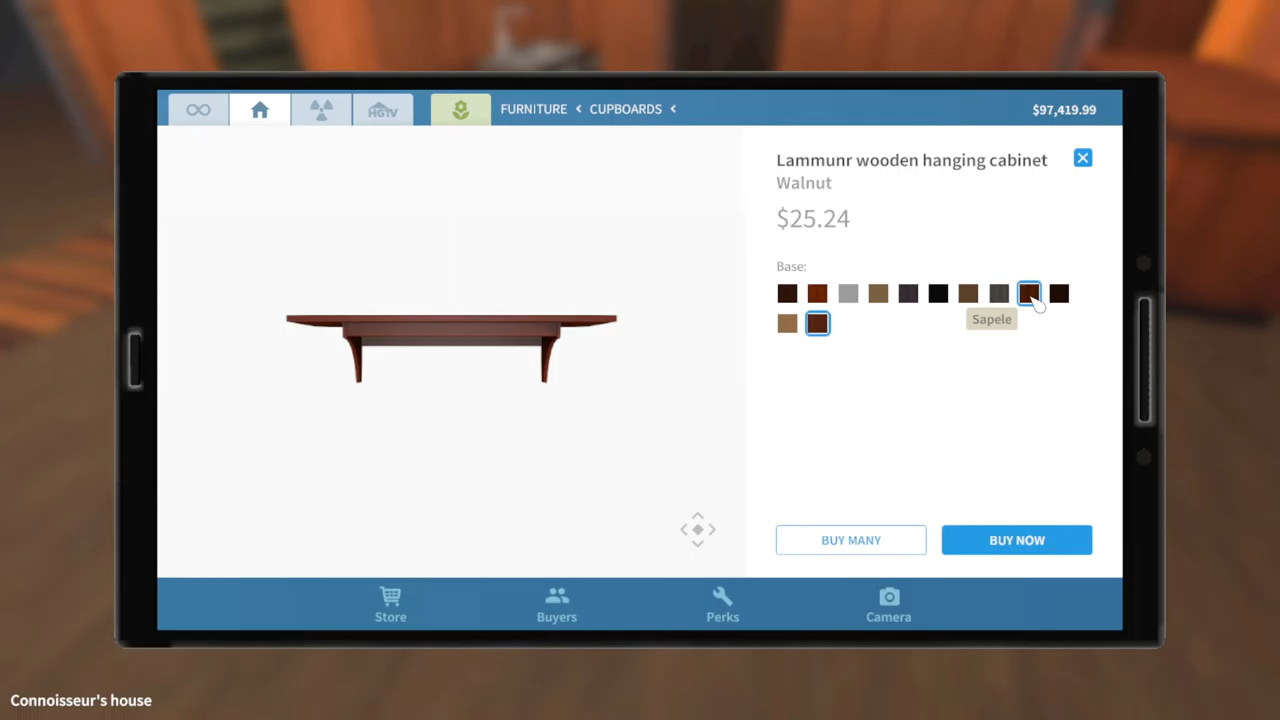 HGTV
FURNITURE < CUPBOARDS <
$97,419.99
Lammunr wooden hanging cabinet
Walnut
$25.24
Base:
Sapele
BUY MANY
BUY NOW
Store
Buyers
Perks
Camera
Connoisseur's house